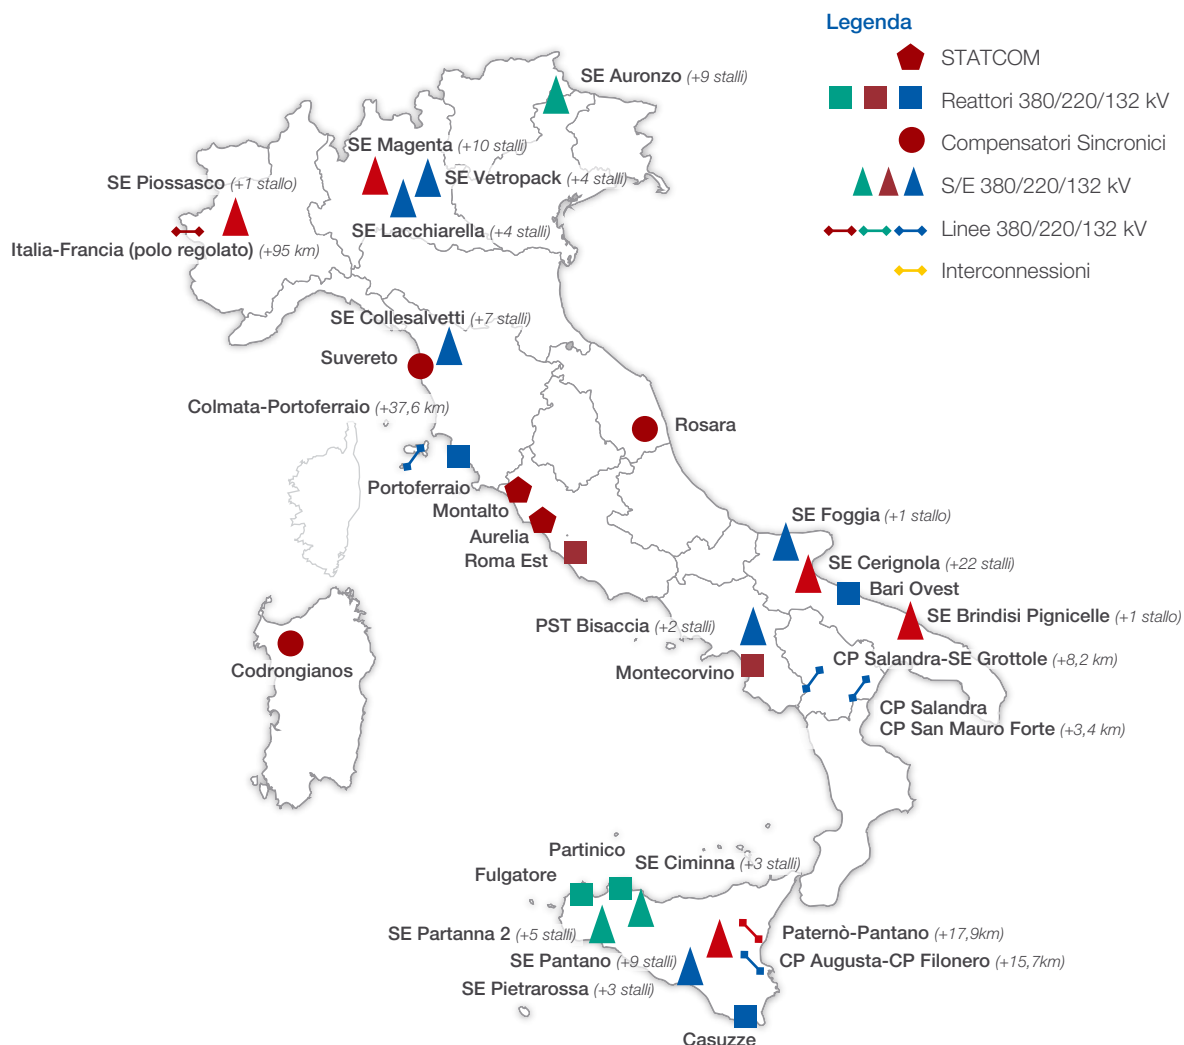 Legenda
STATCOM
Reattori 380/220/132 kV
Compensatori Sincronici
S/E 380/220/132 kV
Linee 380/220/132 kV
Interconnessioni
SE Auronzo (+9 stalli)
SE Magenta (+10 stalli)
SE Vetropack (+4 stalli)
SE Piossasco (+1 stallo)
SE Lacchiarella (+4 stalli)
Italia-Francia (polo regolato) (+95 km)
SE Collesalvetti (+7 stalli)
Suvereto
Colmata-Portoferraio (+37,6 km)
Rosara
Portoferraio
Montalto
Aurelia
Roma Est
SE Foggia (+1 stallo)
SE Cerignola (+22 stalli)
Bari Ovest
SE Brindisi Pignicelle (+1 stallo)
PST Bisaccia (+2 stalli)
CP Salandra-SE Grottole (+8,2 km)
Montecorvino
Codrongianos
CP Salandra
CP San Mauro Forte (+3,4 km)
Partinico
SE Ciminna (+3 stalli)
Fulgatore
SE Partanna 2 (+5 stalli)
Paternò-Pantano (+17,9km)
SE Pantano (+9 stalli)
CP Augusta-CP Filonero (+15,7km)
SE Pietrarossa (+3 stalli)
Casuzze